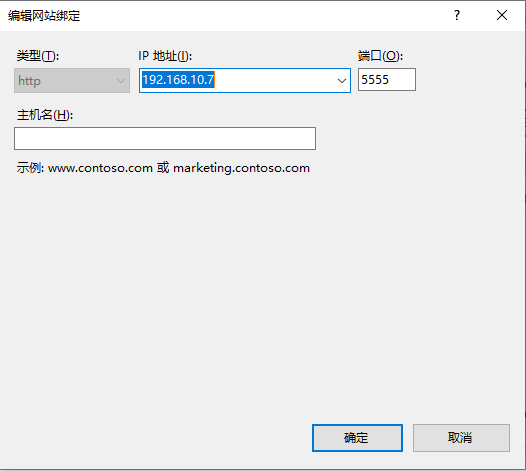 编辑网站绑定
?
类型(T):
IP 地址(I):
端口(O):
http
192.168.10.7
5555
主机名(H):
示例: www.contoso.com 或 marketing.contoso.com
确定
取消